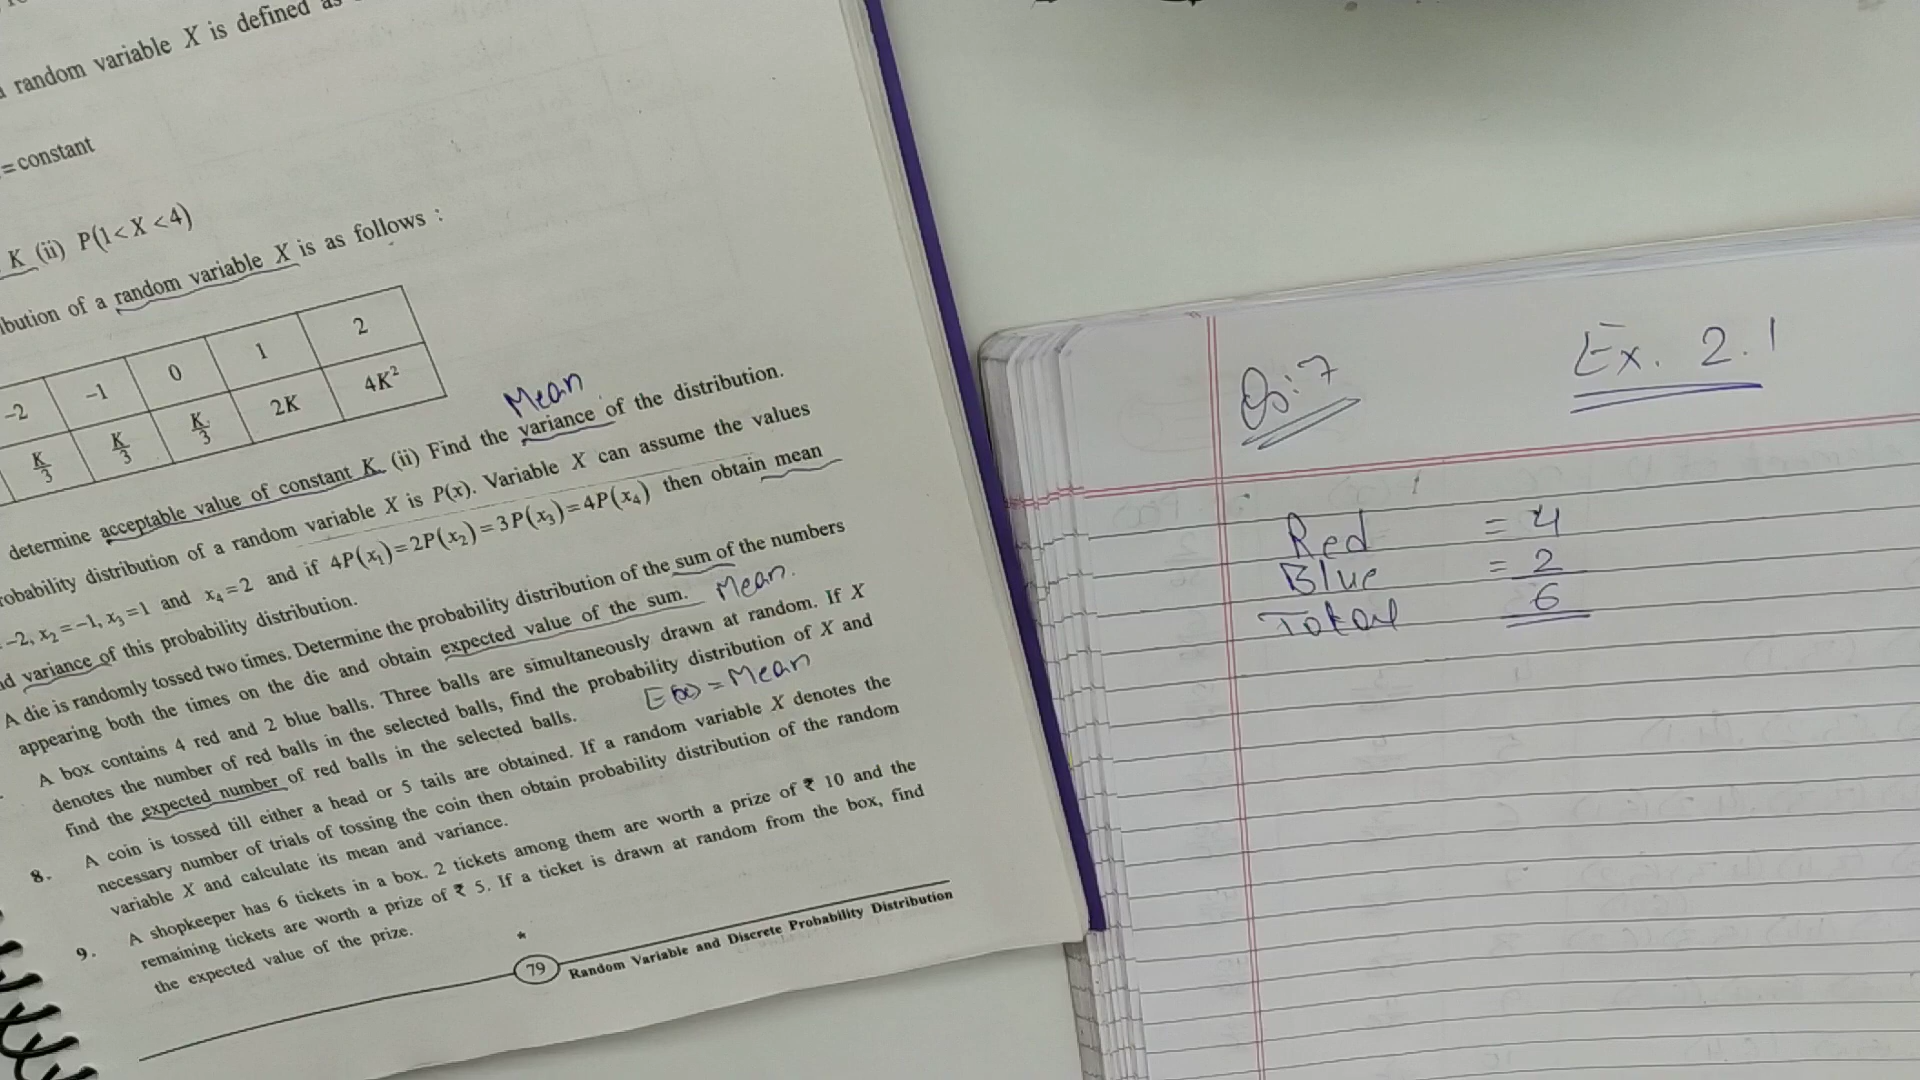 random variable X is defined
=constant
K (ii) P(1<X<4)
bution of a random variable X is as follows :
-2 -1 0 1 2
K/3 K/3 K/3 2K 4K²
Mean
determine acceptable value of constant K. (ii) Find the variance of the distribution.
robability distribution of a random variable X is P(x). Variable X can assume the values
-2, x₂=-1, x₃=1 and x₄=2 and if 4P(x₁)=2P(x₂)=3P(x₃)=4P(x₄) then obtain mean
d variance of this probability distribution.
A die is randomly tossed two times. Determine the probability distribution of the sum of the numbers
appearing both the times on the die and obtain expected value of the sum. Mean.
A box contains 4 red and 2 blue balls. Three balls are simultaneously drawn at random. If X
denotes the number of red balls in the selected balls, find the probability distribution of X and
find the expected number of red balls in the selected balls. E(x) = Mean
8. A coin is tossed till either a head or 5 tails are obtained. If a random variable X denotes the
necessary number of trials of tossing the coin then obtain probability distribution of the random
variable X and calculate its mean and variance.
9. A shopkeeper has 6 tickets in a box. 2 tickets among them are worth a prize of ₹ 10 and the
remaining tickets are worth a prize of ₹ 5. If a ticket is drawn at random from the box, find
the expected value of the prize.
*
79 Random Variable and Discrete Probability Distribution
Qs:7 Ex. 2.1
Red = 4
Blue = 2
Total 6